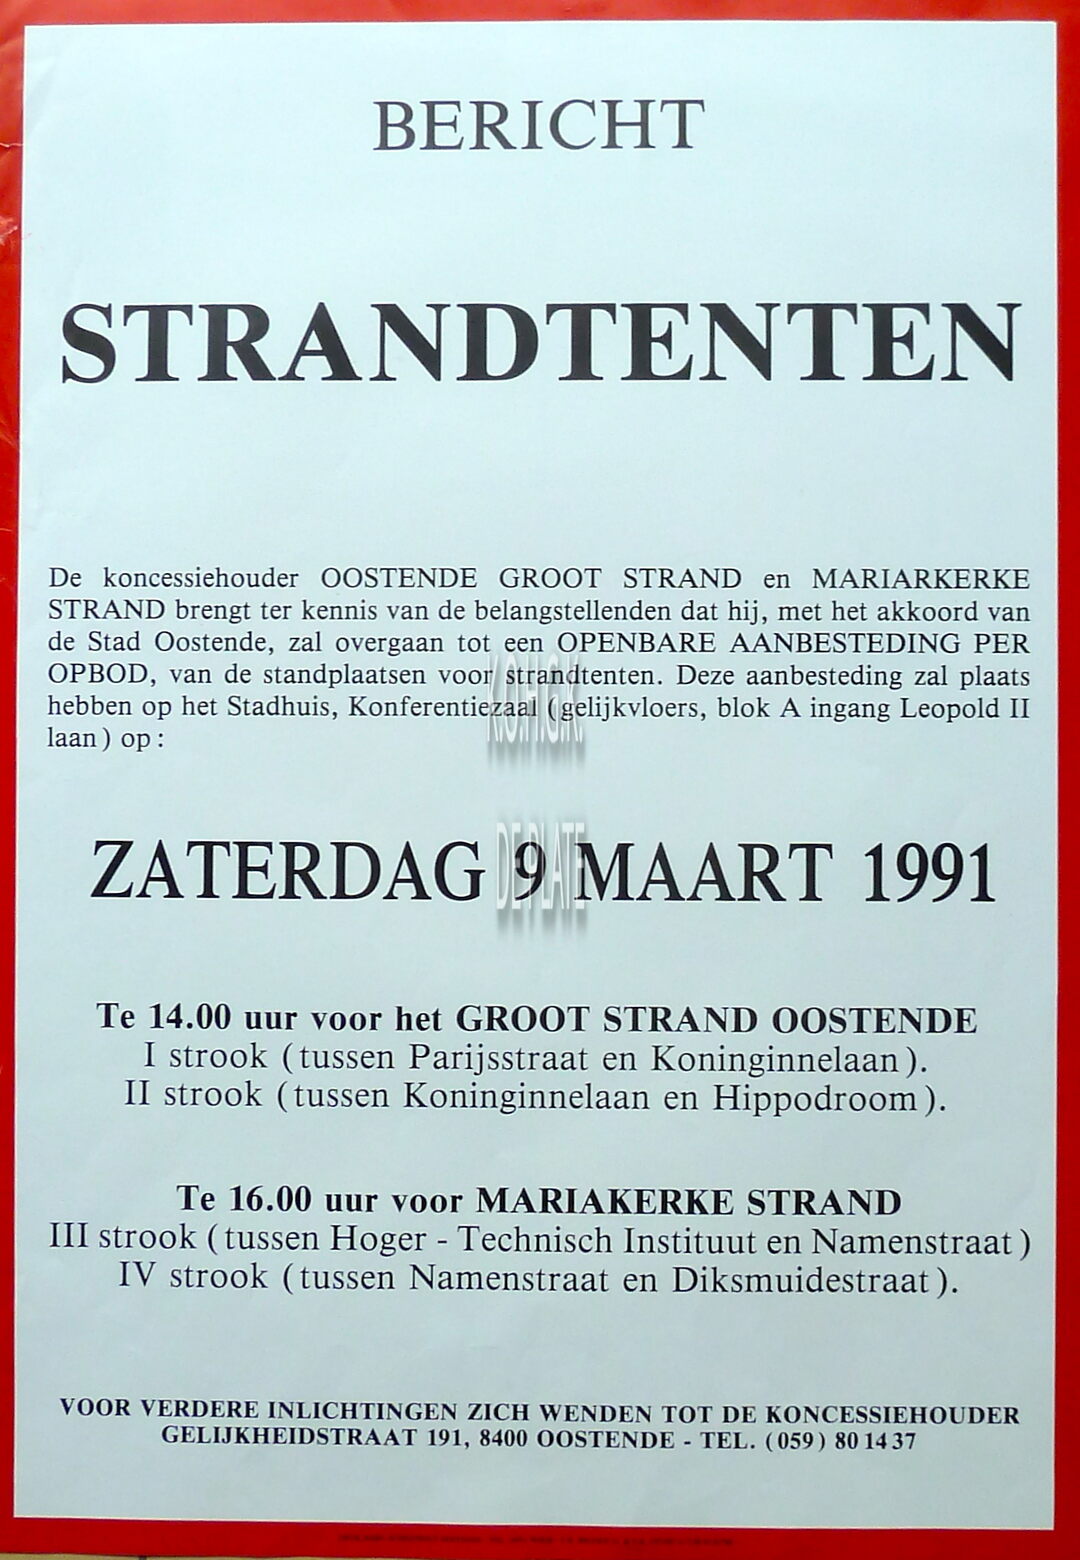 BERICHT
STRANDTENTEN
De koncessiehouder OOSTENDE GROOT STRAND en MARIARKERKE
STRAND brengt ter kennis van de belangstellenden dat hij, met het akkoord van
de Stad Oostende, zal overgaan tot een OPENBARE AANBESTEDING PER
OPBOD, van de standplaatsen voor strandtenten. Deze aanbesteding zal plaats
hebben op het Stadhuis, Konferentiezaal (gelijkvloers, blok A ingang Leopold II
laan) op:
K.O.H.G.K.
DE PLATE
ZATERDAG 9 MAART 1991
Te 14.00 uur voor het GROOT STRAND OOSTENDE
I strook (tussen Parijsstraat en Koninginnelaan).
II strook (tussen Koninginnelaan en Hippodroom).
Te 16.00 uur voor MARIAKERKE STRAND
III strook (tussen Hoger - Technisch Instituut en Namenstraat)
IV strook (tussen Namenstraat en Diksmuidestraat).
VOOR VERDERE INLICHTINGEN ZICH WENDEN TOT DE KONCESSIEHOUDER
GELIJKHEIDSTRAAT 191, 8400 OOSTENDE - TEL. (059) 80 14 37